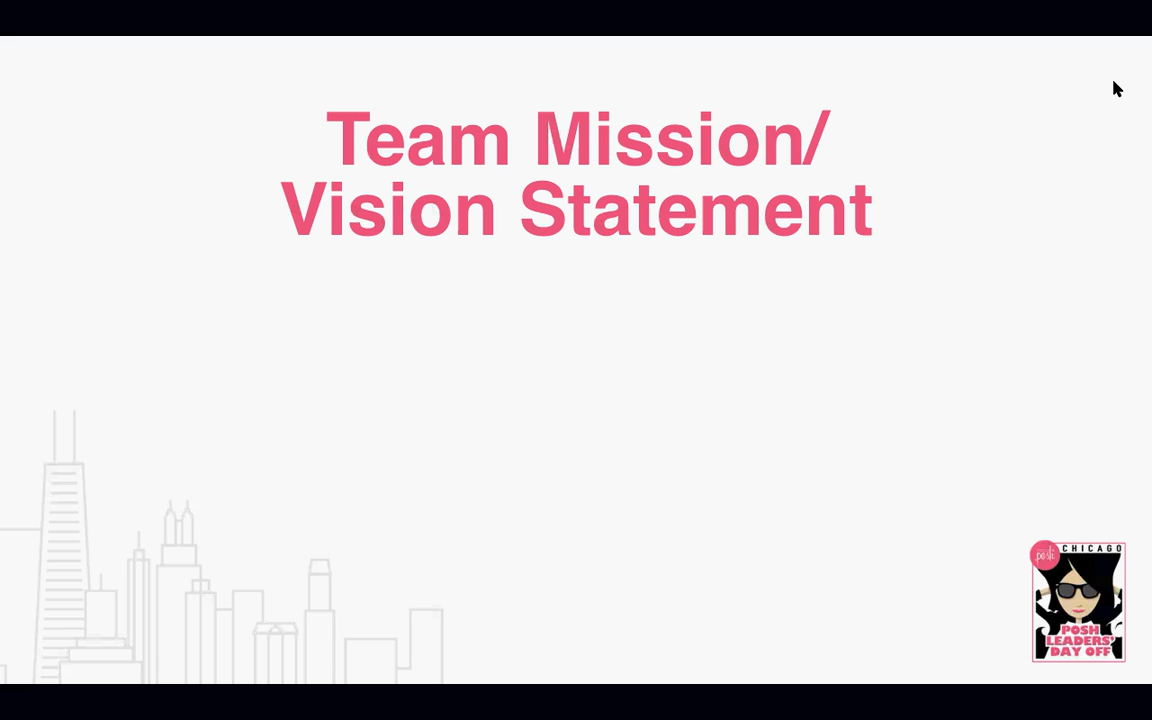 Team Mission/
Vision Statement
posh
CHICAGO
POSH
LEADERS'
DAY OFF